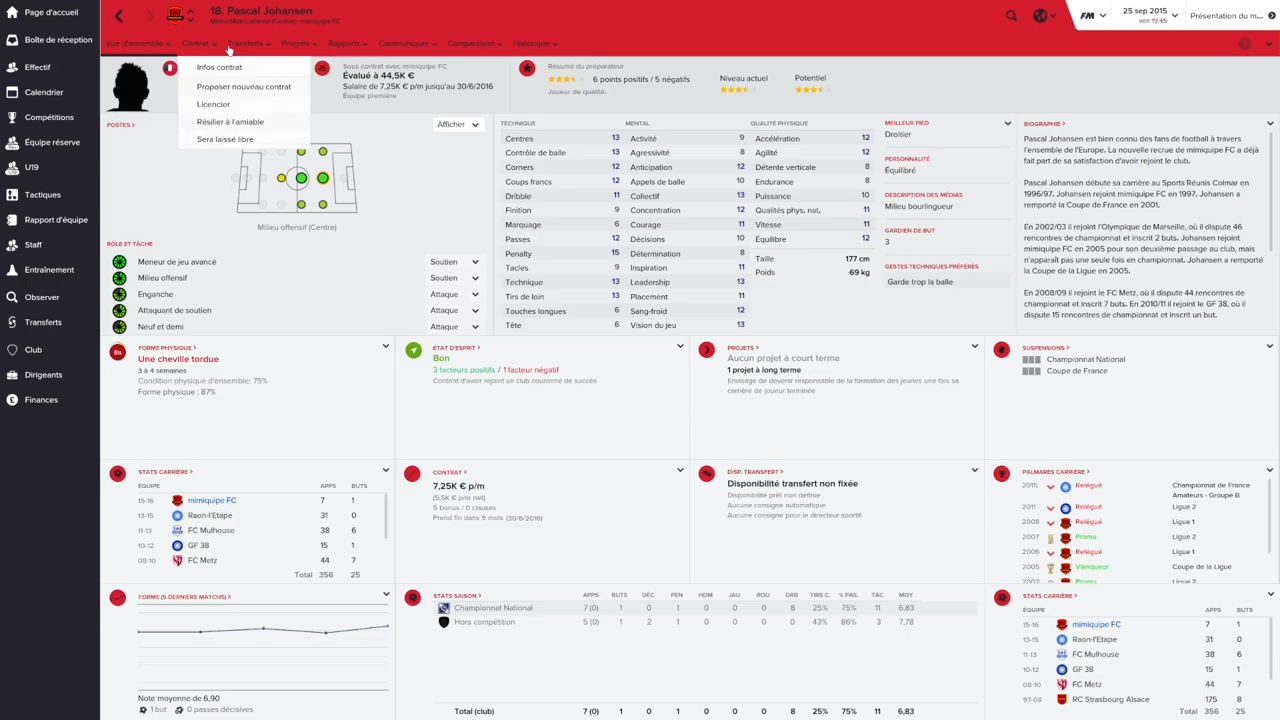 Page d'accueil
Boîte de réception
Effectif
Calendrier
Compétitions
Équipe réserve
U19
Tactiques
Rapport d'équipe
Staff
Entraînement
Observer
Transferts
Club
Dirigeants
Finances
18. Pascal Johansen
Milieu/Milieu offensif (Centre) - mimiquipe FC
FM
25 sep 2015
ven 19:45
Présentation du m...
Vue d'ensemble
Contrat
Transferts
Progrès
Rapports
Communiquer
Comparaison
Historique
Infos contrat
Proposer nouveau contrat
Licencier
Résilier à l'amiable
Sera laissé libre
Sous contrat avec mimiquipe FC
Évalué à 44,5K €
Salaire de 7,25K € p/m jusqu'au 30/6/2016
Équipe première
Résumé du préparateur
6 points positifs / 5 négatifs
Joueur de qualité.
Niveau actuel
Potentiel
POSTES >
Afficher
Milieu offensif (Centre)
RÔLE ET TÂCHE
Meneur de jeu avancé Soutien
Milieu offensif Soutien
Enganche Attaque
Attaquant de soutien Attaque
Neuf et demi Attaque
TECHNIQUE
Centres 13
Contrôle de balle 13
Corners 12
Coups francs 12
Dribble 11
Finition 9
Marquage 6
Passes 12
Penalty 15
Tacles 9
Technique 13
Tirs de loin 13
Touches longues 6
Tête 6
MENTAL
Activité 9
Agressivité 8
Anticipation 12
Appels de balle 10
Collectif 13
Concentration 12
Courage 11
Décisions 10
Détermination 8
Inspiration 11
Leadership 13
Placement 11
Sang-froid 12
Vision du jeu 13
QUALITÉ PHYSIQUE
Accélération 12
Agilité 12
Détente verticale 8
Endurance 8
Puissance 10
Qualités phys. nat. 11
Vitesse 11
Équilibre 12
Taille 177 cm
Poids 69 kg
MEILLEUR PIED
Droitier
PERSONNALITÉ
Équilibré
DESCRIPTION DES MÉDIAS
Milieu bourlingueur
GARDIEN DE BUT
3
GESTES TECHNIQUES PRÉFÉRÉS
Garde trop la balle
BIOGRAPHIE >
Pascal Johansen est bien connu des fans de football à travers
l'ensemble de l'Europe. La nouvelle recrue de mimiquipe FC a déjà
fait part de sa satisfaction d'avoir rejoint le club.
Pascal Johansen débute sa carrière au Sports Réunis Colmar en
1996/97. Johansen rejoint mimiquipe FC en 1997. Johansen a
remporté la Coupe de France en 2001.
En 2002/03 il rejoint l'Olympique de Marseille, où il dispute 46
rencontres de championnat et inscrit 2 buts. Johansen rejoint
mimiquipe FC en 2005 pour son deuxième passage au club, mais
n'apparaît pas une seule fois en championnat. Johansen a remporté
la Coupe de la Ligue en 2005.
En 2008/09 il rejoint le FC Metz, où il dispute 44 rencontres de
championnat et inscrit 7 buts. En 2010/11 il rejoint le GF 38, où il
dispute 15 rencontres de championnat et inscrit un but.
FORME PHYSIQUE >
Bls
Une cheville tordue
3 à 4 semaines
Condition physique d'ensemble: 75%
Forme physique : 87%
ÉTAT D'ESPRIT >
Bon
3 facteurs positifs / 1 facteur négatif
Content d'avoir rejoint un club couronné de succès
PROJETS >
Aucun projet à court terme
1 projet à long terme
Envisage de devenir responsable de la formation des jeunes une fois sa
carrière de joueur terminée
SUSPENSIONS >
Championnat National
Coupe de France
STATS CARRIÈRE >
ÉQUIPE APPS BUTS
15-16 mimiquipe FC 7 1
13-15 Raon-l'Etape 31 0
11-13 FC Mulhouse 38 6
10-12 GF 38 15 1
08-10 FC Metz 44 7
Total 356 25
CONTRAT >
7,25K € p/m
(5,5K € p/m net)
5 bonus / 0 clauses
Prend fin dans 9 mois (30/6/2016)
DISP. TRANSFERT >
Disponibilité transfert non fixée
Disponibilité prêt non définie
Aucune consigne automatique
Aucune consigne pour le directeur sportif
PALMARÈS CARRIÈRE >
2015 Relégué Championnat de France
Amateurs - Groupe B
2011 Relégué Ligue 2
2008 Relégué Ligue 1
2007 Promu Ligue 2
2006 Relégué Ligue 1
2005 Vainqueur Coupe de la Ligue
2002 Promu Ligue 2
FORME (5 DERNIERS MATCHS) >
Note moyenne de 6,90
1 but 0 passes décisives
STATS SAISON >
APPS BUTS DÉC PEN HDM JAU ROU DRB TIRS C. % PAS. TAC MOY
Championnat National 7 (0) 1 0 1 0 0 0 8 25% 75% 11 6,83
Hors compétition 5 (0) 1 2 1 0 0 0 0 43% 86% 3 7,78
Total (club) 7 (0) 1 0 1 0 0 0 8 25% 75% 11 6,83
STATS CARRIÈRE >
ÉQUIPE APPS BUTS
15-16 mimiquipe FC 7 1
13-15 Raon-l'Etape 31 0
11-13 FC Mulhouse 38 6
10-12 GF 38 15 1
08-10 FC Metz 44 7
97-08 RC Strasbourg Alsace 175 8
Total 356 25